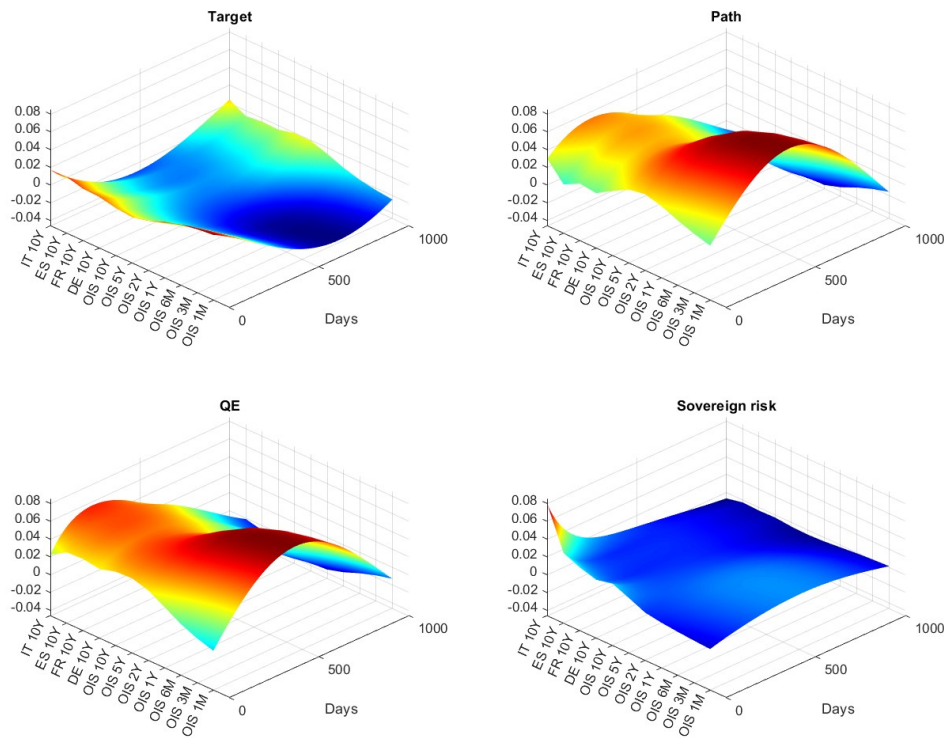 Target
0.08
0.06
0.04
0.02
0
-0.02
-0.04
IT 10Y
ES 10Y
FR 10Y
DE 10Y
OIS 10Y
OIS 5Y
OIS 2Y
OIS 1Y
OIS 6M
OIS 3M
OIS 1M
0
500
1000
Days
Path
0.08
0.06
0.04
0.02
0
-0.02
-0.04
IT 10Y
ES 10Y
FR 10Y
DE 10Y
OIS 10Y
OIS 5Y
OIS 2Y
OIS 1Y
OIS 6M
OIS 3M
OIS 1M
0
500
1000
Days
QE
0.08
0.06
0.04
0.02
0
-0.02
-0.04
IT 10Y
ES 10Y
FR 10Y
DE 10Y
OIS 10Y
OIS 5Y
OIS 2Y
OIS 1Y
OIS 6M
OIS 3M
OIS 1M
0
500
1000
Days
Sovereign risk
0.08
0.06
0.04
0.02
0
-0.02
-0.04
IT 10Y
ES 10Y
FR 10Y
DE 10Y
OIS 10Y
OIS 5Y
OIS 2Y
OIS 1Y
OIS 6M
OIS 3M
OIS 1M
0
500
1000
Days